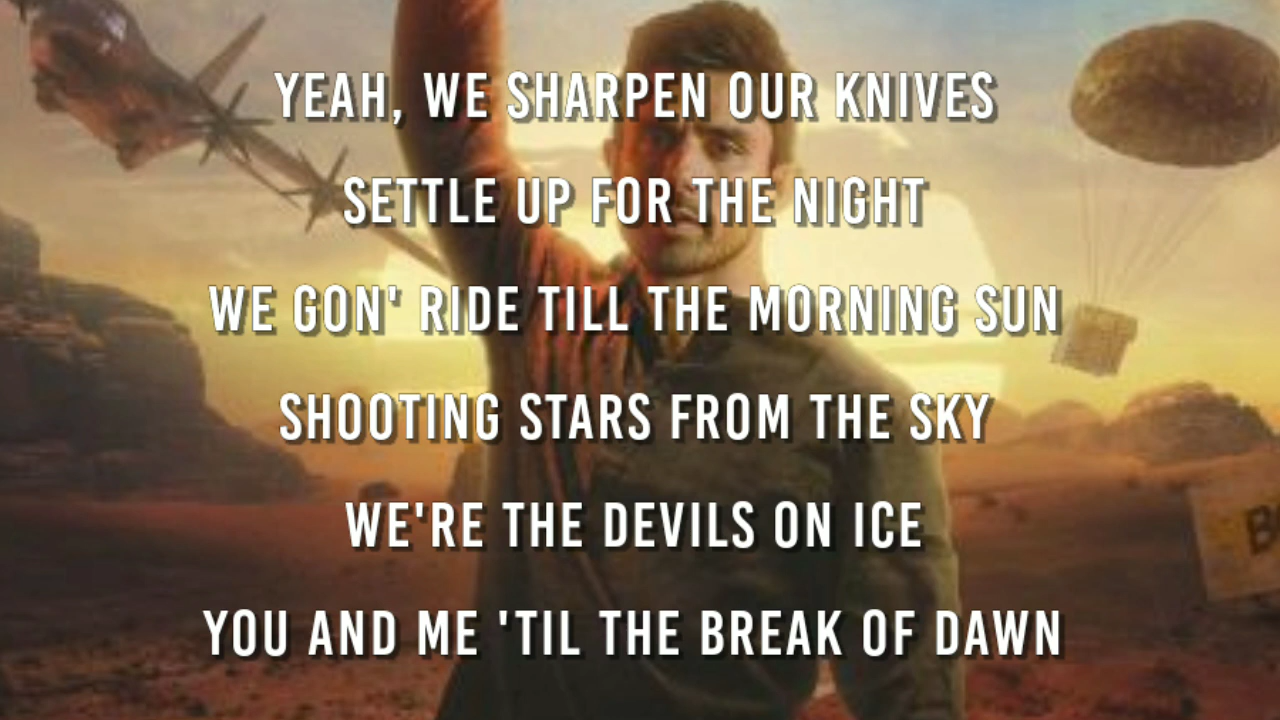 YEAH, WE SHARPEN OUR KNIVES
SETTLE UP FOR THE NIGHT
WE GON' RIDE TILL THE MORNING SUN
SHOOTING STARS FROM THE SKY
WE'RE THE DEVILS ON ICE
YOU AND ME 'TIL THE BREAK OF DAWN